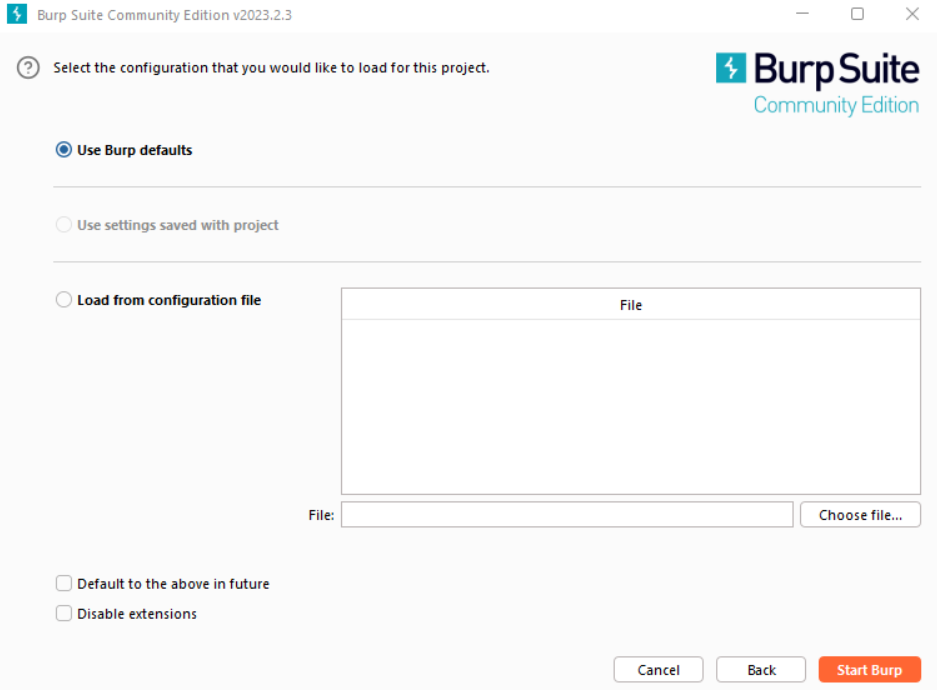 Burp Suite Community Edition v2023.2.3
Select the configuration that you would like to load for this project.
Burp Suite
Community Edition
Use Burp defaults
Use settings saved with project
Load from configuration file
File
File:
Choose file...
Default to the above in future
Disable extensions
Cancel
Back
Start Burp